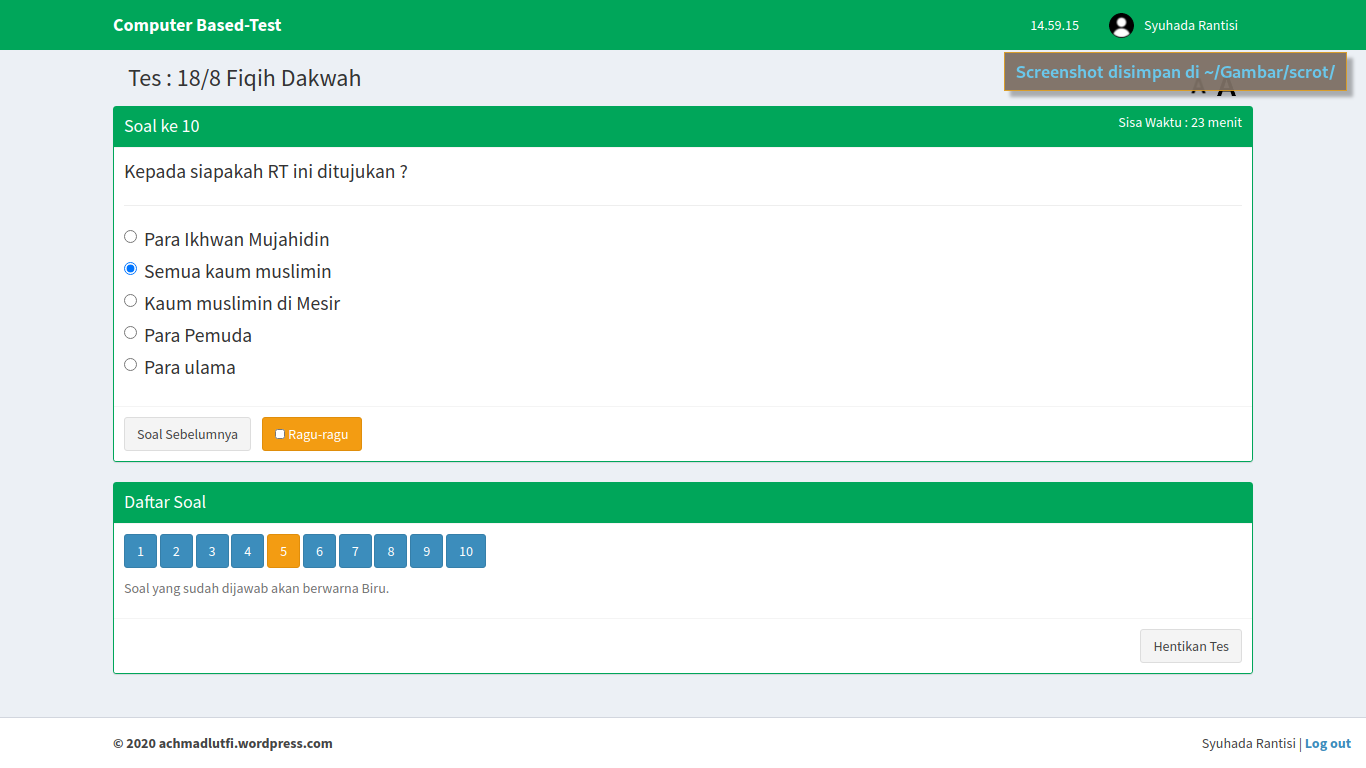 Computer Based-Test
14.59.15
Syuhada Rantisi
Tes : 18/8 Fiqih Dakwah
Screenshot disimpan di ~/Gambar/scrot/
A A
Soal ke 10
Sisa Waktu : 23 menit
Kepada siapakah RT ini ditujukan ?
Para Ikhwan Mujahidin
Semua kaum muslimin
Kaum muslimin di Mesir
Para Pemuda
Para ulama
Soal Sebelumnya
Ragu-ragu
Daftar Soal
1 2 3 4 5 6 7 8 9 10
Soal yang sudah dijawab akan berwarna Biru.
Hentikan Tes
© 2020 achmadlutfi.wordpress.com
Syuhada Rantisi | Log out